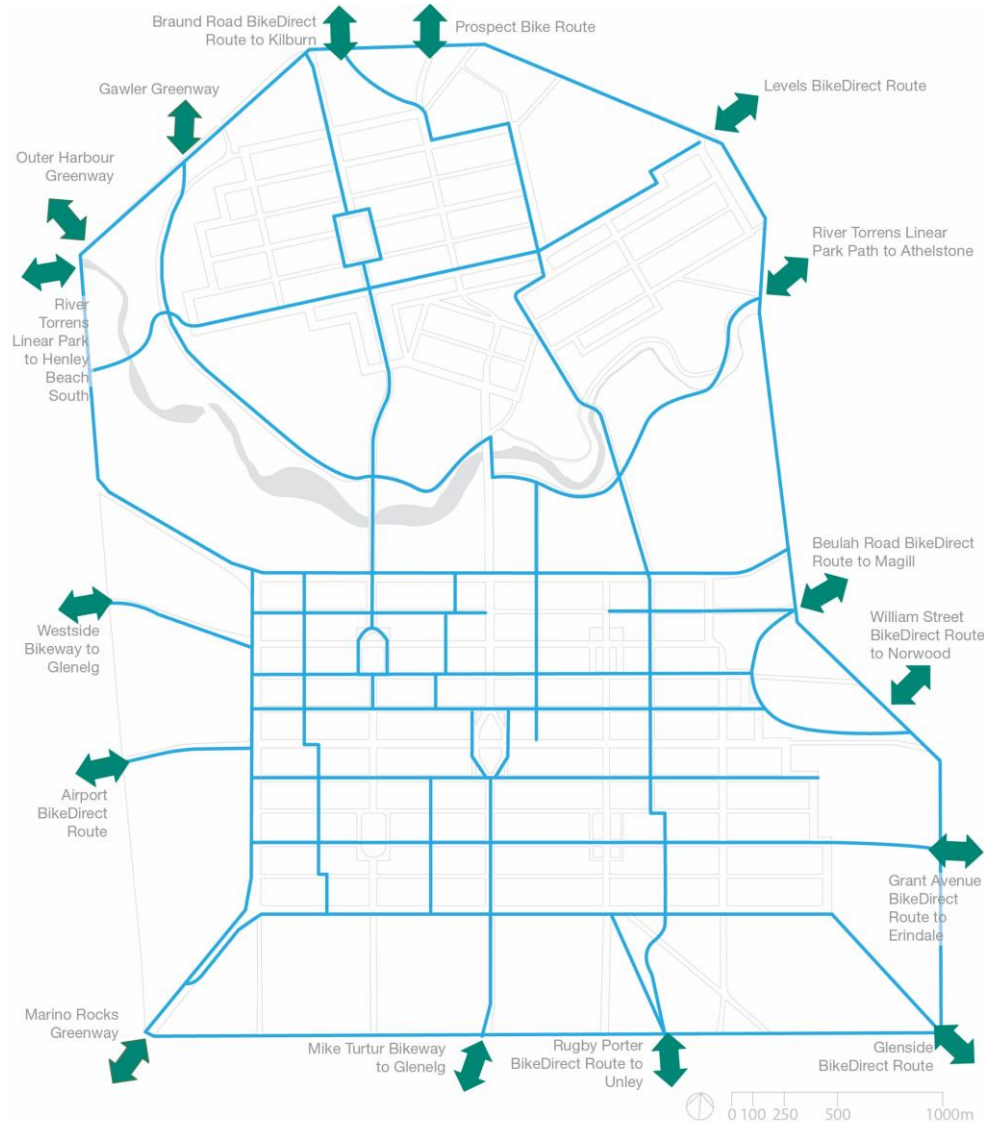 Braund Road BikeDirect
Route to Kilburn
Prospect Bike Route
Gawler Greenway
Levels BikeDirect Route
Outer Harbour
Greenway
River Torrens Linear
Park Path to Athelstone
River
Torrens
Linear Park
to Henley
Beach
South
Beulah Road BikeDirect
Route to Magill
Westside
Bikeway to
Glenelg
William Street
BikeDirect Route
to Norwood
Airport
BikeDirect
Route
Grant Avenue
BikeDirect
Route to
Erindale
Marino Rocks
Greenway
Mike Turtur Bikeway
to Glenelg
Rugby Porter
BikeDirect Route to
Unley
Glenside
BikeDirect Route
0 100 250 500 1000m